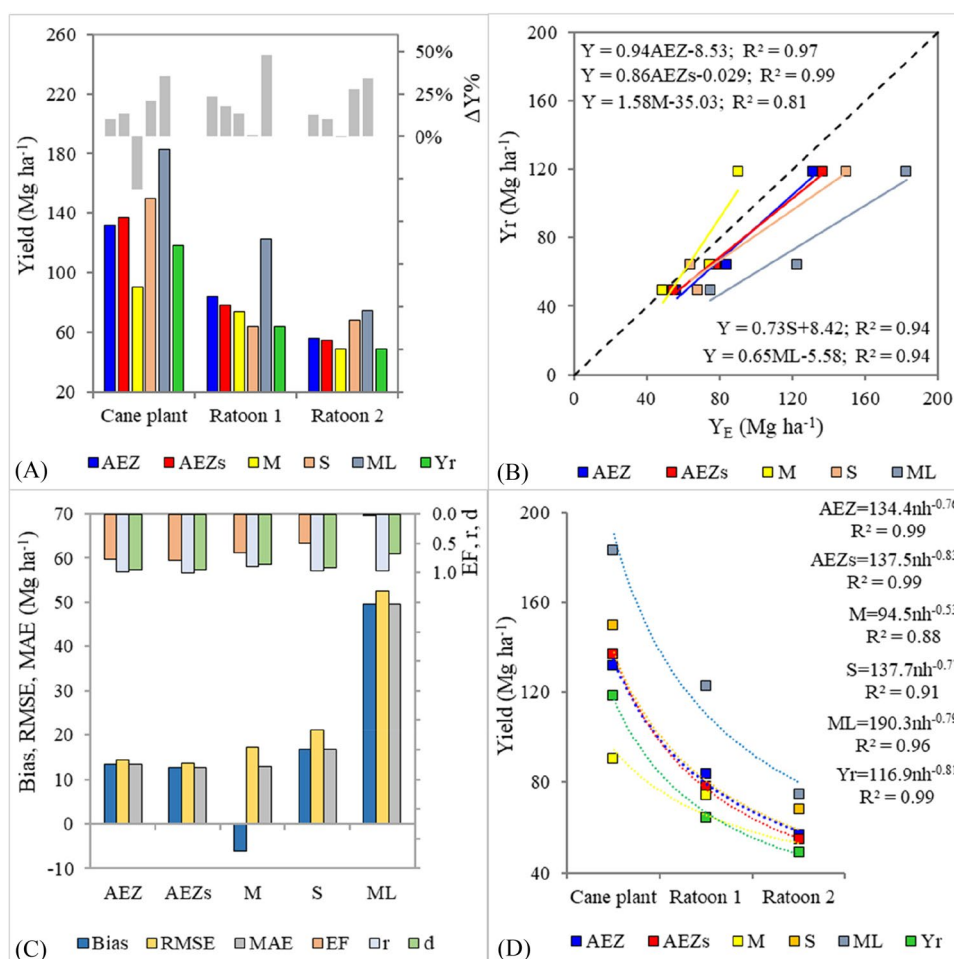 260
220
180
140
100
60
20
Yield (Mg ha-1)
50%
25%
0%
ΔY%
Cane plant Ratoon 1 Ratoon 2
AEZ AEZs M S ML Yr
(A)
200
160
120
80
40
0
Yr (Mg ha-1)
Y = 0.94AEZ-8.53; R² = 0.97
Y = 0.86AEZs-0.029; R² = 0.99
Y = 1.58M-35.03; R² = 0.81
Y = 0.73S+8.42; R² = 0.94
Y = 0.65ML-5.58; R² = 0.94
0 40 80 120 160 200
YE (Mg ha-1)
AEZ AEZs M S ML
(B)
70
60
50
40
30
20
10
0
-10
Bias, RMSE, MAE (Mg ha-1)
0.0
0.5
1.0
EF, r, d
AEZ AEZs M S ML
Bias RMSE MAE EF r d
(C)
200
160
120
80
40
Yield (Mg ha-1)
AEZ=134.4nh-0.76
R² = 0.99
AEZs=137.5nh
R² = 0.99
M=94.5nh-0.53
R² = 0.88
S=137.7nh
R² = 0.91
ML=190.3nh-0.79
R² = 0.96
Yr=116.9nh
R² = 0.99
Cane plant Ratoon 1 Ratoon 2
AEZ AEZs M S ML Yr
(D)